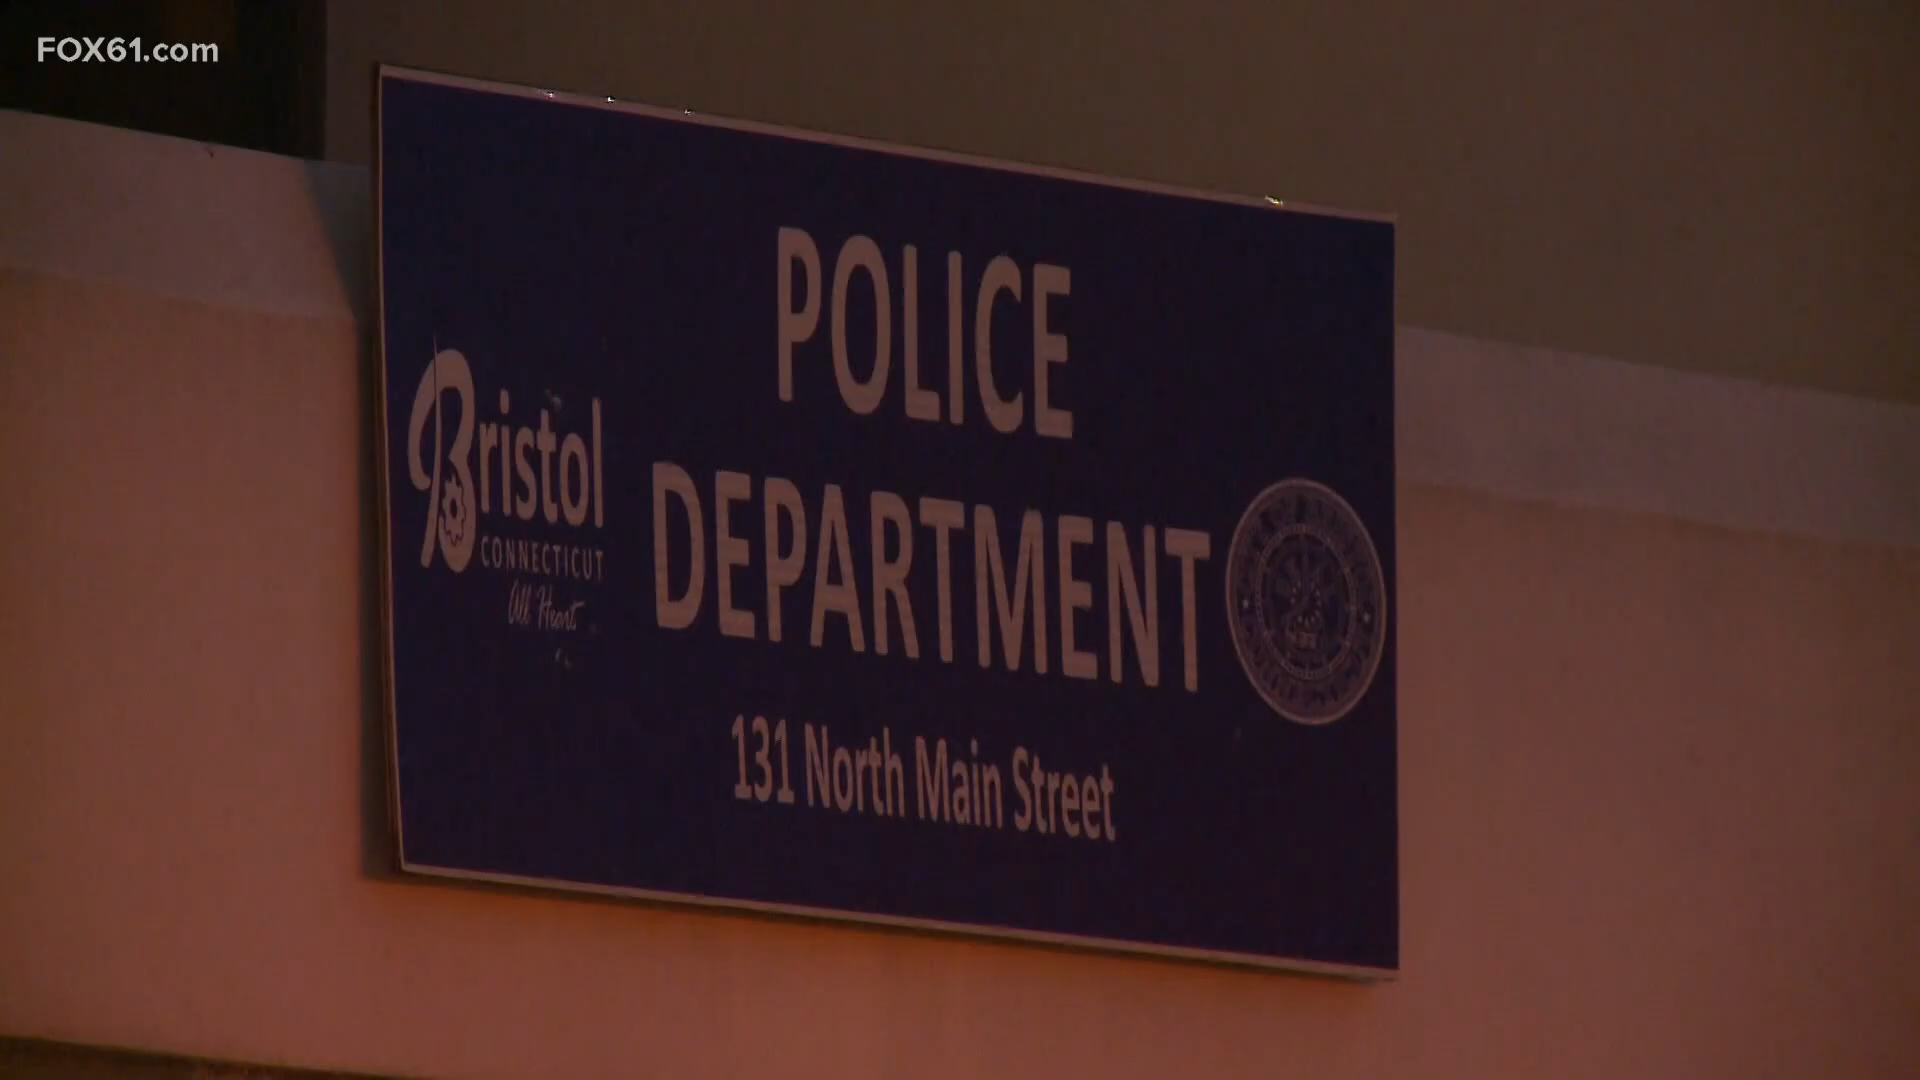 FOX61.com
POLICE
DEPARTMENT
131 North Main Street
Bristol
CONNECTICUT
All Heart